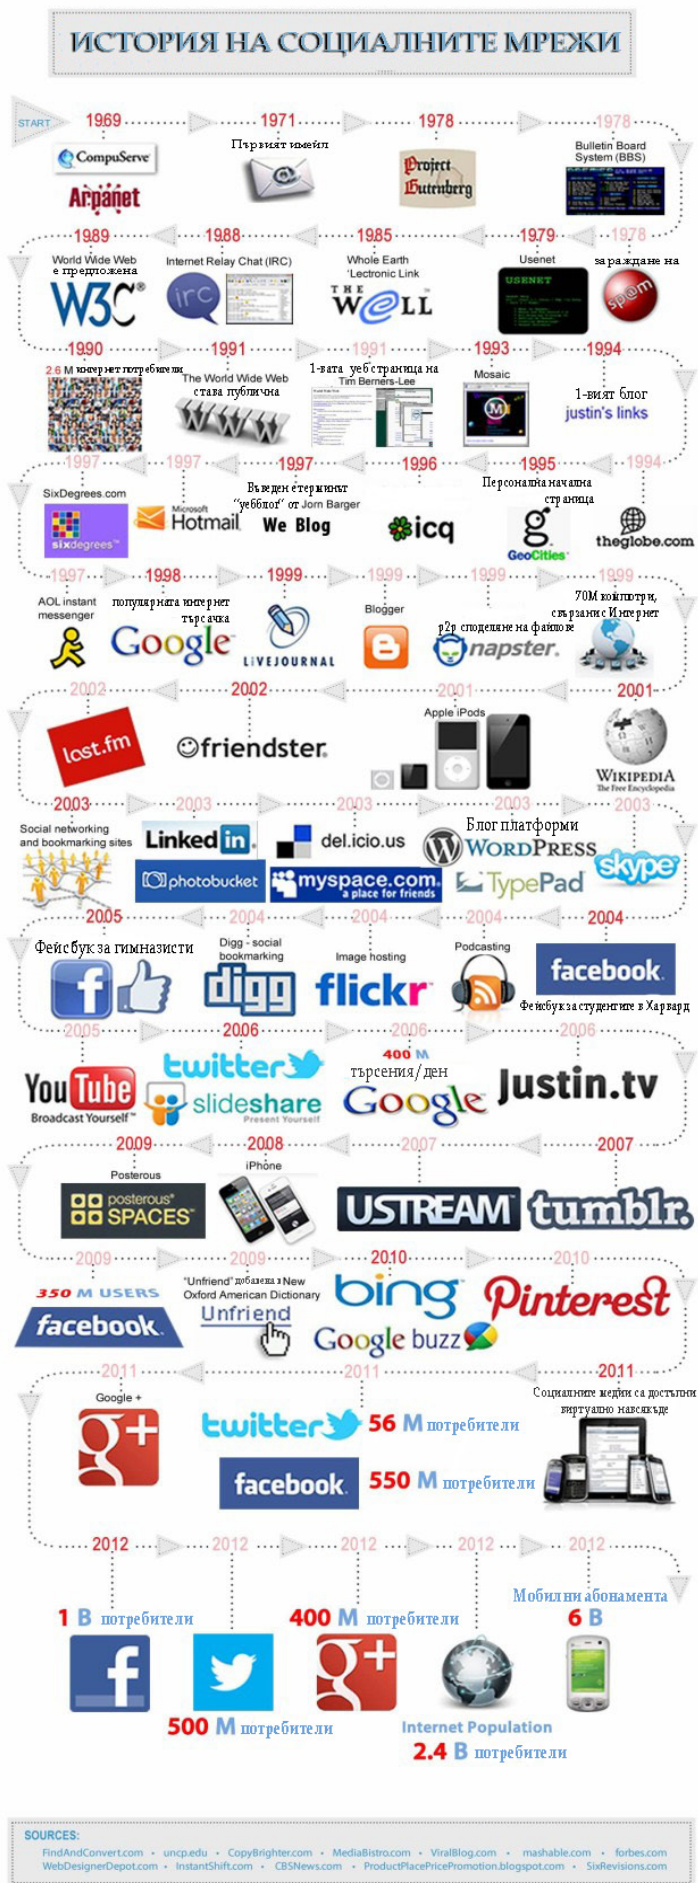 ИСТОРИЯ НА СОЦИАЛНИТЕ МРЕЖИ
START
1969
1971
1978
1978
CompuServe
Arpanet
Първият имейл
Project
Gutenberg
Bulletin Board
System (BBS)
1989
1988
1985
1979
1978
World Wide Web
е предложена
W3C®
Internet Relay Chat (IRC)
irc
Whole Earth
'Lectronic Link
THE
WELL
Usenet
USENET
зараждане на
sp@m
1990
1991
1991
1993
1994
2.6 М интернет потребители
The World Wide Web
става публична
WWW
1-вата уеб страница на
Tim Berners-Lee
Mosaic
1-вият блог
justin's links
1997
1997
1997
1996
1995
1994
SixDegrees.com
sixdegrees™
Microsoft
Hotmail
Въведен е терминът
"уебблог" от Jorn Barger
We Blog
icq
Персонална начална
страница
GeoCities
theglobe.com
1997
1998
1999
1999
1999
1999
AOL instant
messenger
популярната интернет
търсачка
Google™
LIVEJOURNAL
Blogger
p2p споделяне на файлове
napster.
70М компютри,
свързани с Интернет
2002
2002
2001
2001
last.fm
friendster.
Apple iPods
WIKIPEDIA
The Free Encyclopedia
2003
2003
2003
2003
2003
Social networking
and bookmarking sites
Linked in.
photobucket
del.icio.us
myspace.com.
a place for friends
Блог платформи
WORDPRESS
TypePad
skype™
2005
2004
2004
2004
2004
Фейсбук за гимназисти
f
Digg - social
bookmarking
digg
Image hosting
flickr
Podcasting
facebook.
Фейсбук за студентите в Харвард
2005
2006
2006
2006
YouTube
Broadcast Yourself™
twitter
slideshare
Present Yourself
400 М
търсения/ден
Google™
Justin.tv
2009
2008
2007
2007
Posterous
posterous®
SPACES™
iPhone
USTREAM™
tumblr.
2009
2009
2010
2010
350 M USERS
facebook.
"Unfriend" добавена в New
Oxford American Dictionary
Unfriend
bing™
Google buzz
Pinterest
2011
2011
2011
Google +
g+
twitter
56 М потребители
facebook.
550 М потребители
Социалните медии са достъпни
виртуално навсякъде
2012
2012
2012
2012
2012
1 B потребители
f
500 М потребители
400 М потребители
g+
Internet Population
2.4 B потребители
Мобилни абонамента
6 B
SOURCES:
FindAndConvert.com • uncp.edu • CopyBrighter.com • MediaBistro.com • ViralBlog.com • mashable.com • forbes.com
WebDesignerDepot.com • InstantShift.com • CBSNews.com • ProductPlacePricePromotion.blogspot.com • SixRevisions.com